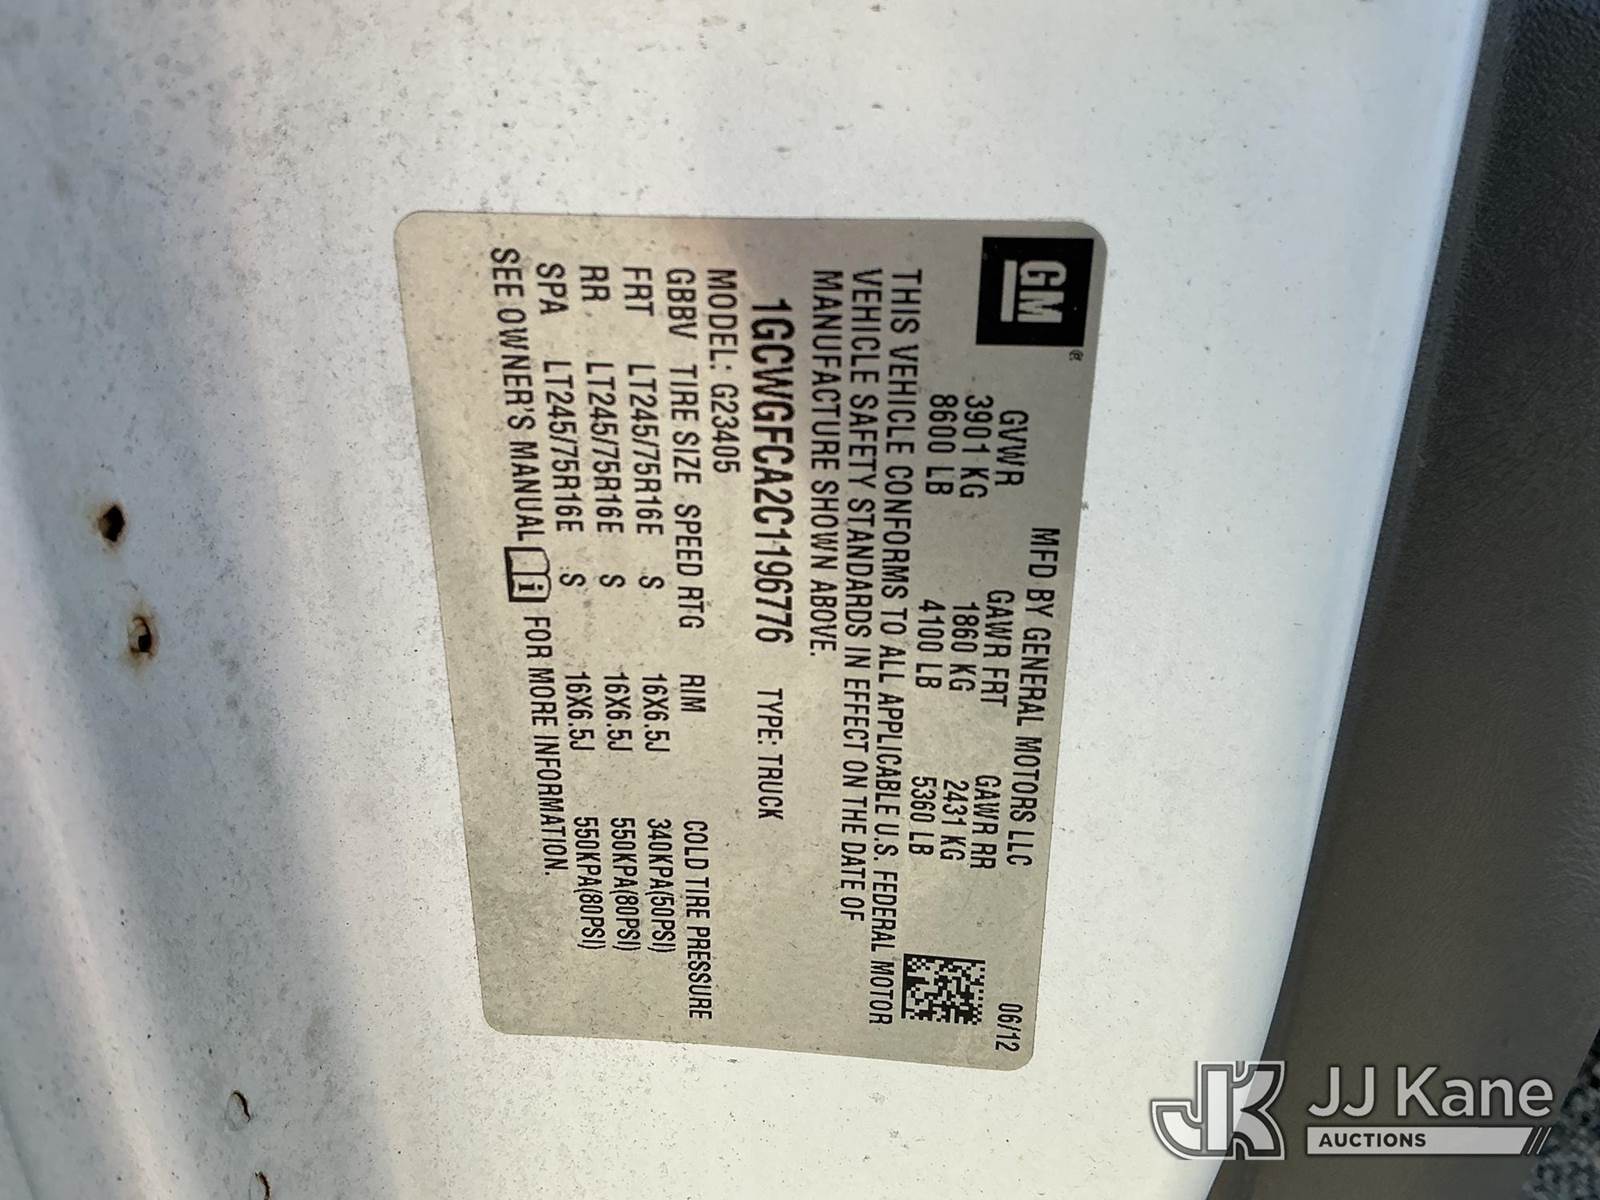 GM®
MFD BY GENERAL MOTORS LLC 06/12
GVWR GAWR FRT GAWR RR
3901 KG 1860 KG 2431 KG
8600 LB 4100 LB 5360 LB
THIS VEHICLE CONFORMS TO ALL APPLICABLE U.S. FEDERAL MOTOR
VEHICLE SAFETY STANDARDS IN EFFECT ON THE DATE OF
MANUFACTURE SHOWN ABOVE.
1GCWGFCA2C1196776 TYPE: TRUCK
MODEL: G23405
GBBV TIRE SIZE SPEED RTG RIM COLD TIRE PRESSURE
FRT LT245/75R16E S 16X6.5J 340KPA(50PSI)
RR LT245/75R16E S 16X6.5J 550KPA(80PSI)
SPA LT245/75R16E S 16X6.5J 550KPA(80PSI)
SEE OWNER'S MANUAL i FOR MORE INFORMATION.
JK JJ Kane
AUCTIONS